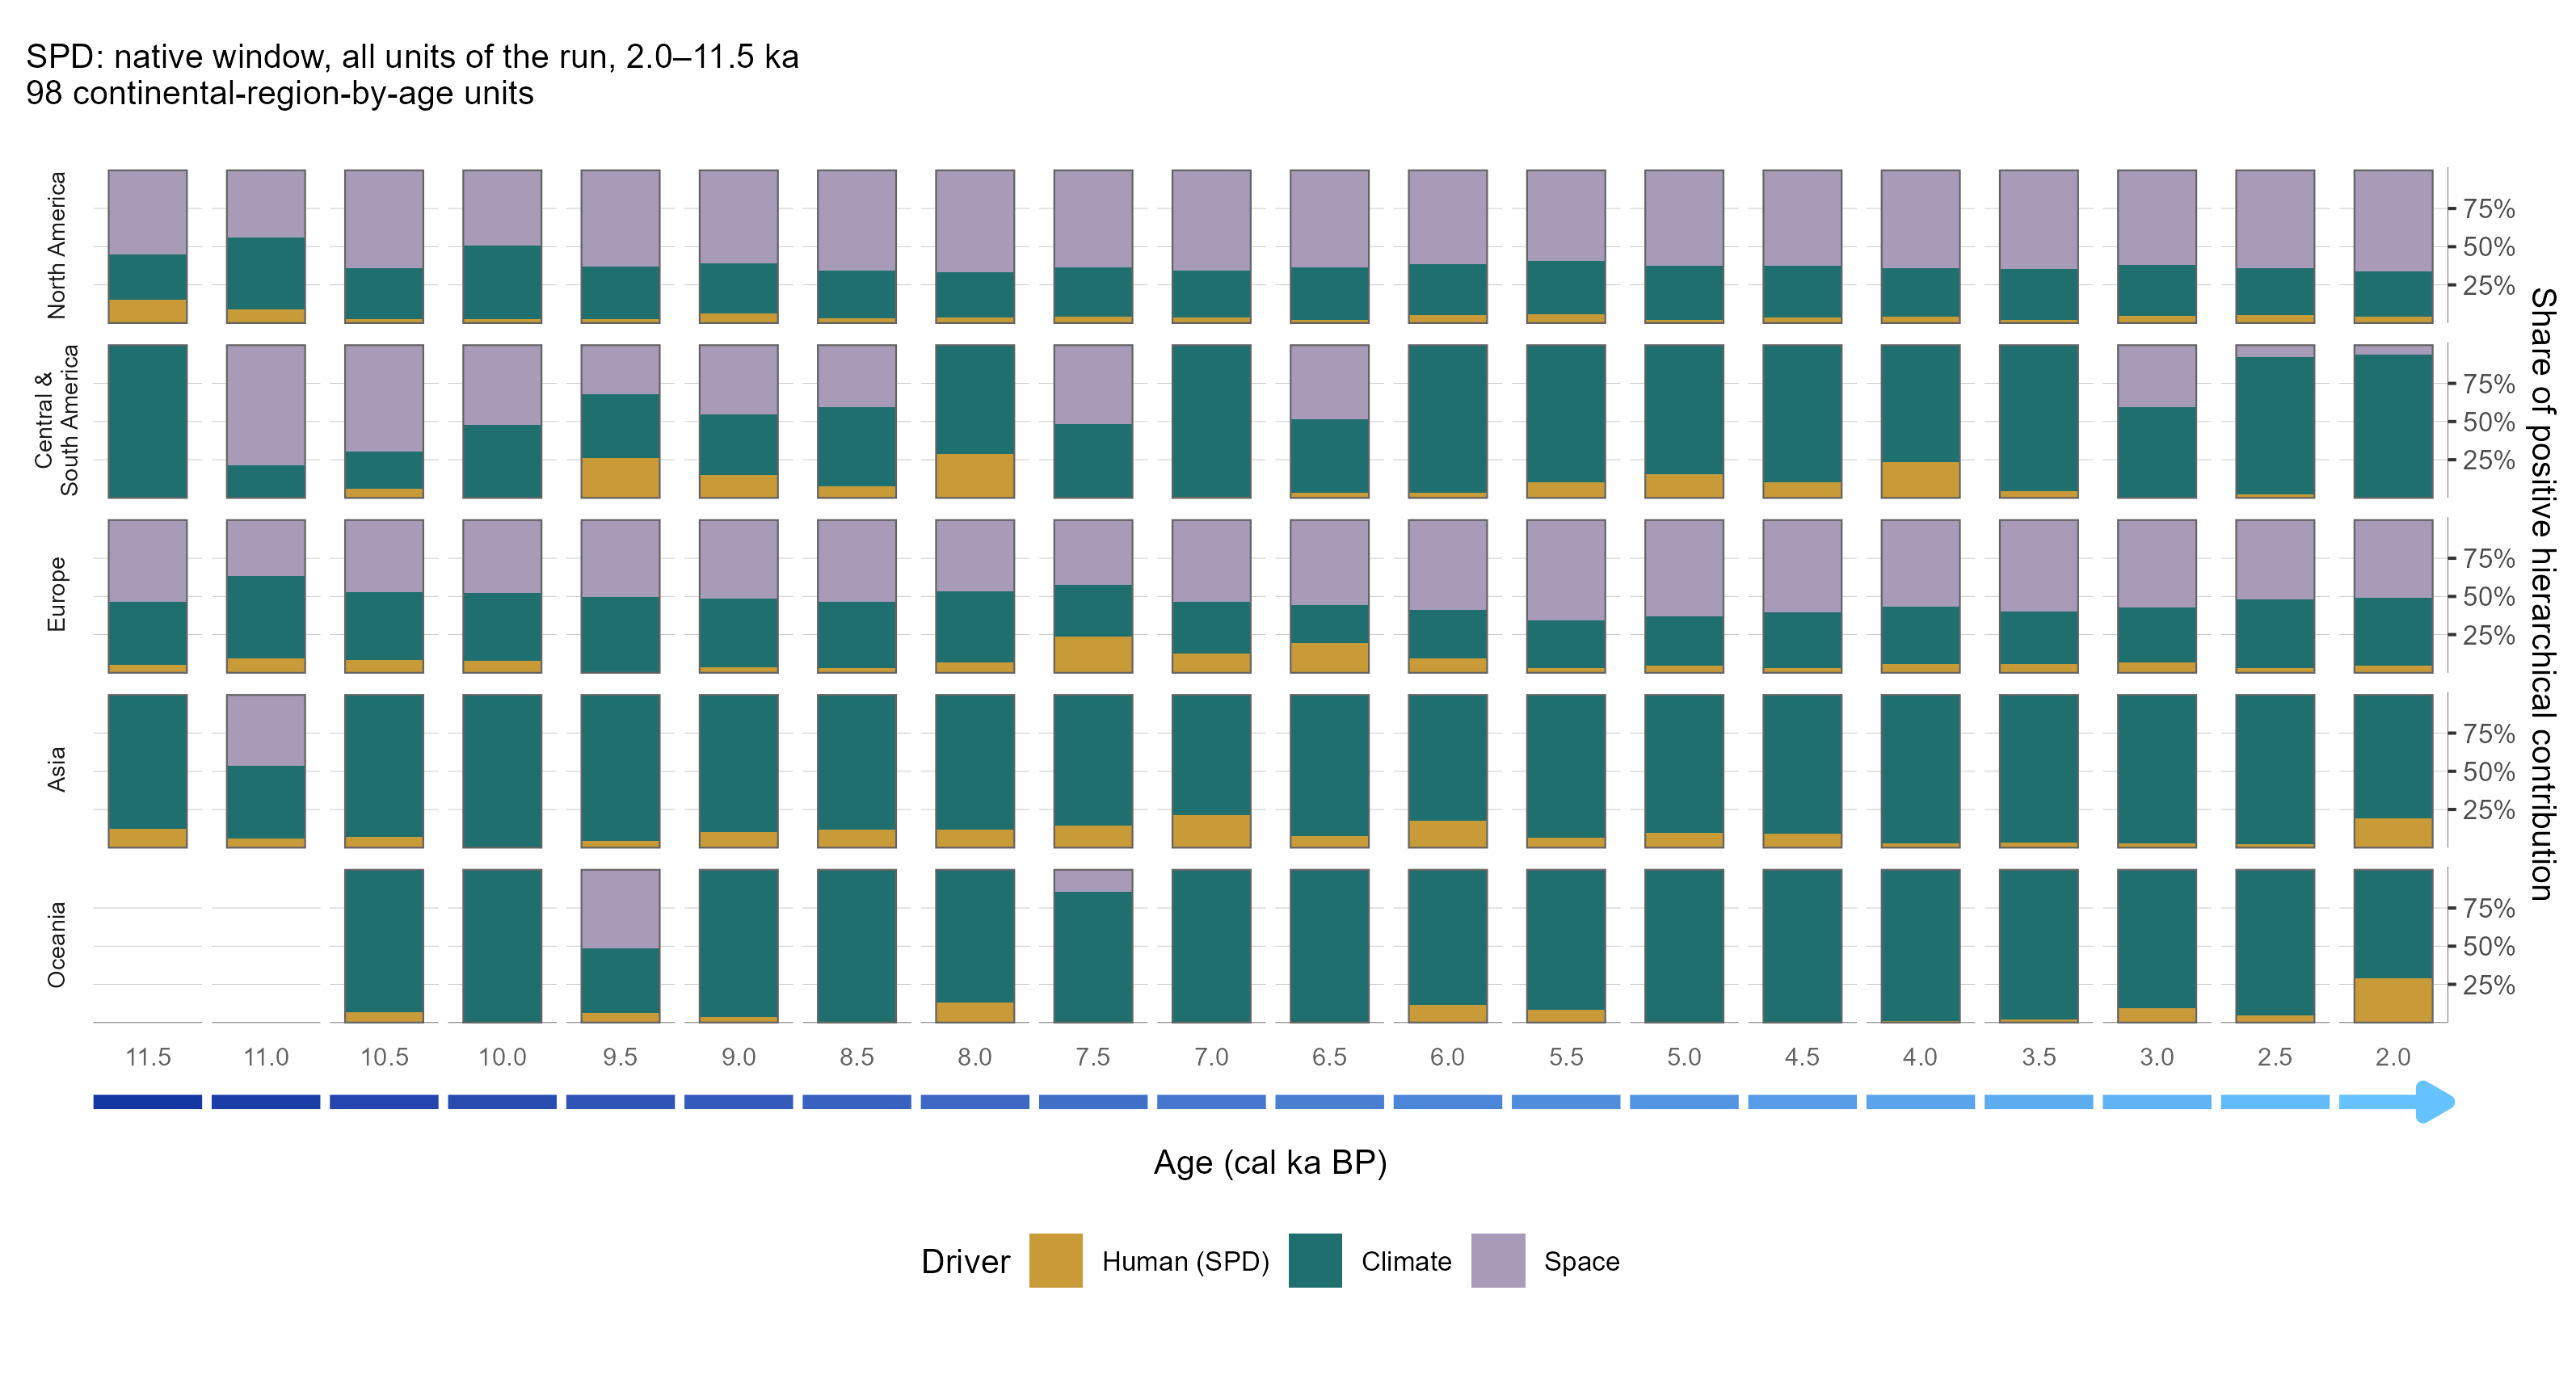 SPD: native window, all units of the run, 2.0–11.5 ka
98 continental-region-by-age units
North America
75%
50%
25%
Central &
South America
75%
50%
25%
Europe
75%
50%
25%
Asia
75%
50%
25%
Oceania
75%
50%
25%
Share of positive hierarchical contribution
11.5 11.0 10.5 10.0 9.5 9.0 8.5 8.0 7.5 7.0 6.5 6.0 5.5 5.0 4.5 4.0 3.5 3.0 2.5 2.0
Age (cal ka BP)
Driver Human (SPD) Climate Space